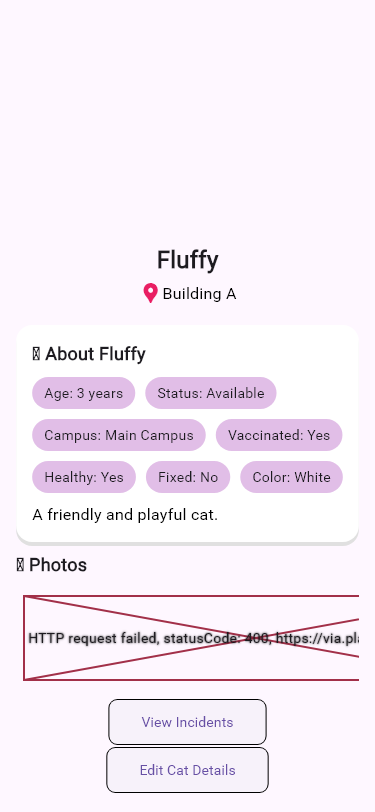 Fluffy
Building A
About Fluffy
Age: 3 years
Status: Available
Campus: Main Campus
Vaccinated: Yes
Healthy: Yes
Fixed: No
Color: White
A friendly and playful cat.
Photos
HTTP request failed, statusCode: 400, https://via.pla
View Incidents
Edit Cat Details